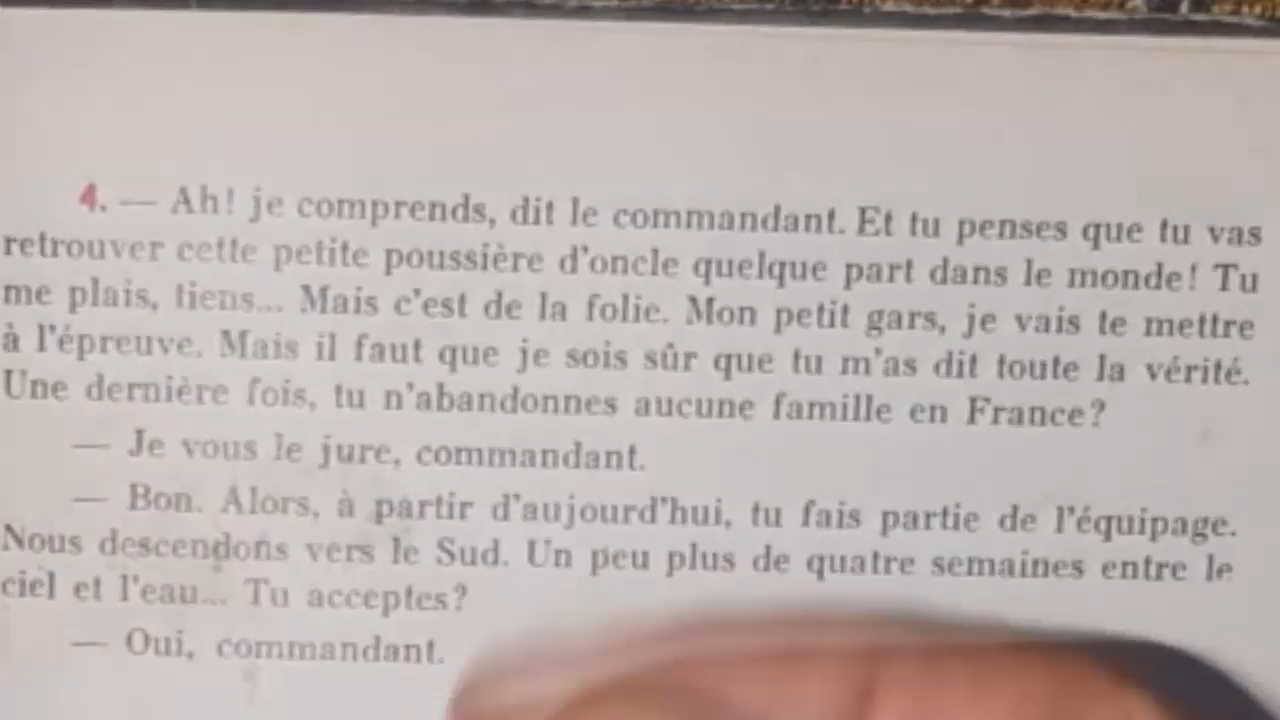 4. — Ah! je comprends, dit le commandant. Et tu penses que tu vas
retrouver cette petite poussière d'oncle quelque part dans le monde! Tu
me plais, tiens... Mais c'est de la folie. Mon petit gars, je vais te mettre
à l'épreuve. Mais il faut que je sois sûr que tu m'as dit toute la vérité.
Une dernière fois, tu n'abandonnes aucune famille en France?
— Je vous le jure, commandant.
— Bon. Alors, à partir d'aujourd'hui, tu fais partie de l'équipage.
Nous descendons vers le Sud. Un peu plus de quatre semaines entre le
ciel et l'eau... Tu acceptes?
— Oui, commandant.